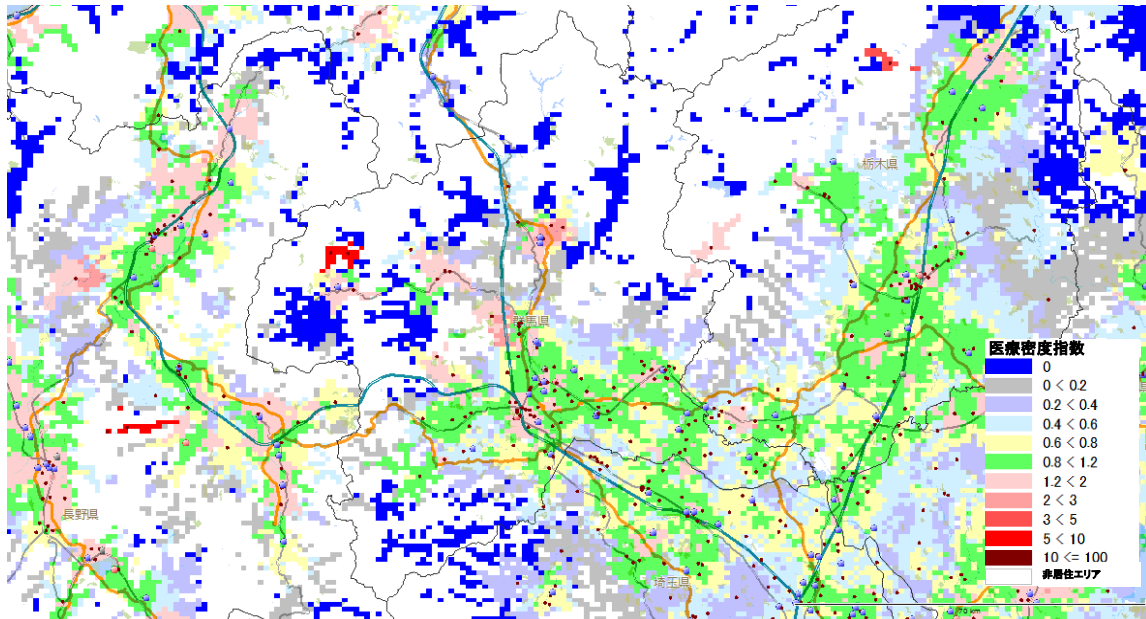 栃木県
群馬県
長野県
埼玉県
医療密度指数
0
0 < 0.2
0.2 < 0.4
0.4 < 0.6
0.6 < 0.8
0.8 < 1.2
1.2 < 2
2 < 3
3 < 5
5 < 10
10 <= 100
非居住エリア